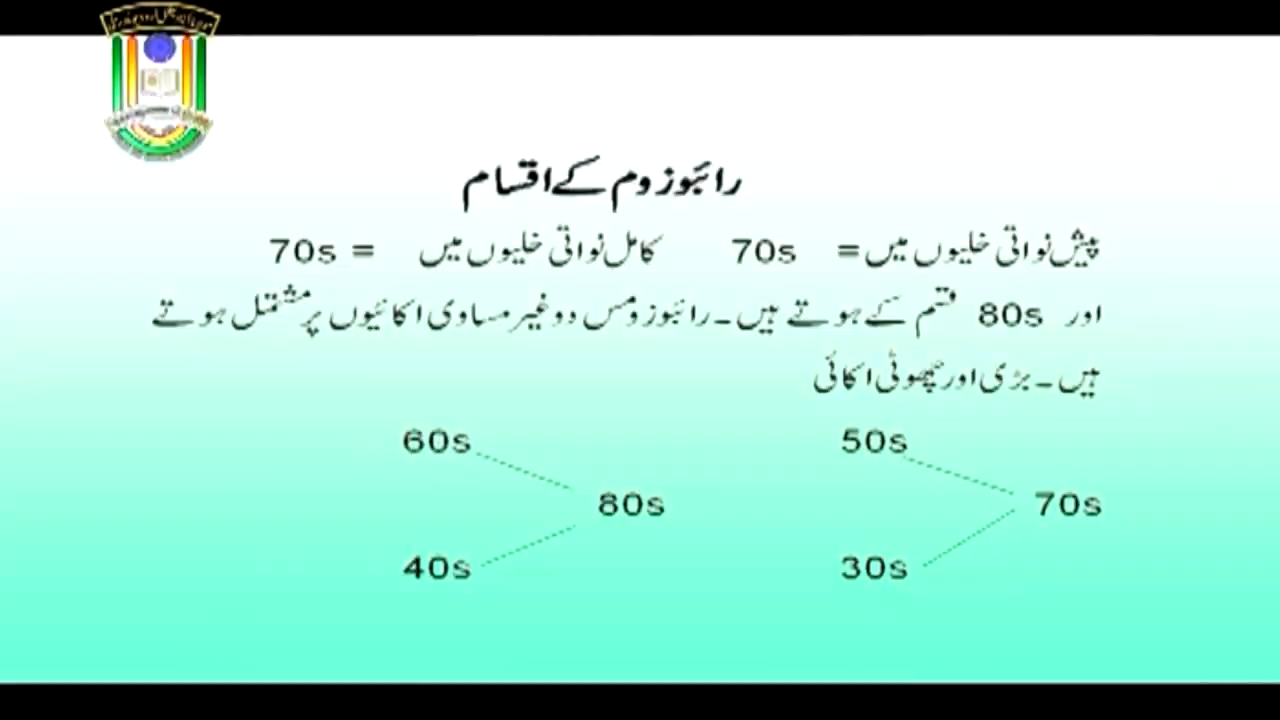 رائبوزوم کے اقسام
پیش نواتی خلیوں میں = 70s کامل نواتی خلیوں میں = 70s
اور 80s قسم کے ہوتے ہیں۔ رائبوزومس دو غیر مساوی اکائیوں پر مشتمل ہوتے
ہیں۔ بڑی اور چھوٹی اکائی
50s 60s
70s 80s
30s 40s